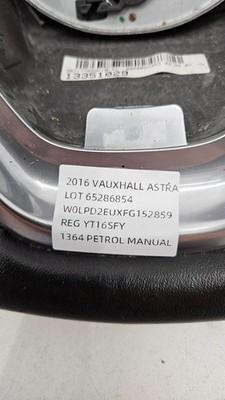 13351029
2016 VAUXHALL ASTRA
LOT 65286854
W0LPD2EUXFG152859
REG YT16SFY
1364 PETROL MANUAL